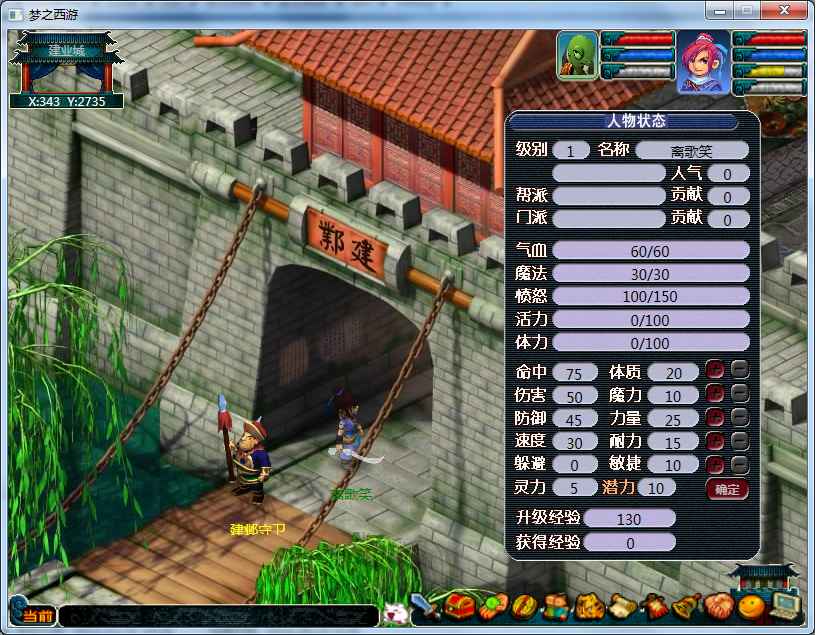 梦之西游
建业城
X:343 Y:2735
人物状态
级别 1 名称 离歌笑
人气 0
帮派 贡献 0
门派 贡献 0
气血 60/60
魔法 30/30
愤怒 100/150
活力 0/100
体力 0/100
命中 75 体质 20
伤害 50 魔力 10
防御 45 力量 25
速度 30 耐力 15
躲避 0 敏捷 10
灵力 5 潜力 10 确定
升级经验 130
获得经验 0
鄴建
离歌笑
建邺守卫
当前